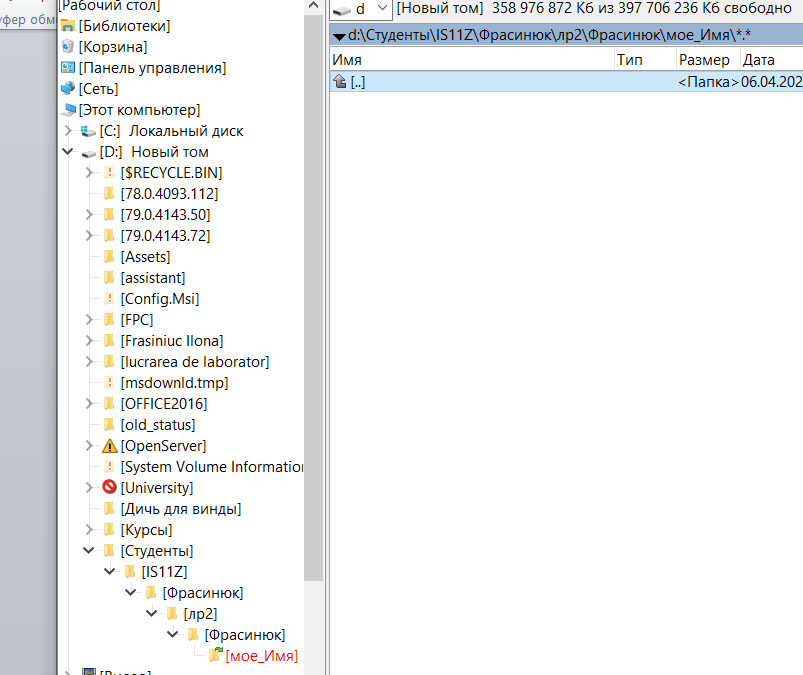 [Рабочий стол]
[Библиотеки]
[Корзина]
[Панель управления]
[Сеть]
[Этот компьютер]
[C:] Локальный диск
[D:] Новый том
[$RECYCLE.BIN]
[78.0.4093.112]
[79.0.4143.50]
[79.0.4143.72]
[Assets]
[assistant]
[Config.Msi]
[FPC]
[Frasiniuc Ilona]
[lucrarea de laborator]
[msdownld.tmp]
[OFFICE2016]
[old_status]
[OpenServer]
[System Volume Information
[University]
[Дичь для винды]
[Курсы]
[Студенты]
[IS11Z]
[Фрасинюк]
[лр2]
[Фрасинюк]
[мое_Имя]
уфер обм
d [Новый том] 358 976 872 Кб из 397 706 236 Кб свободно
d:\Студенты\IS11Z\Фрасинюк\лр2\Фрасинюк\мое_Имя\*.*
Имя Тип Размер Дата
[..] <Папка> 06.04.202